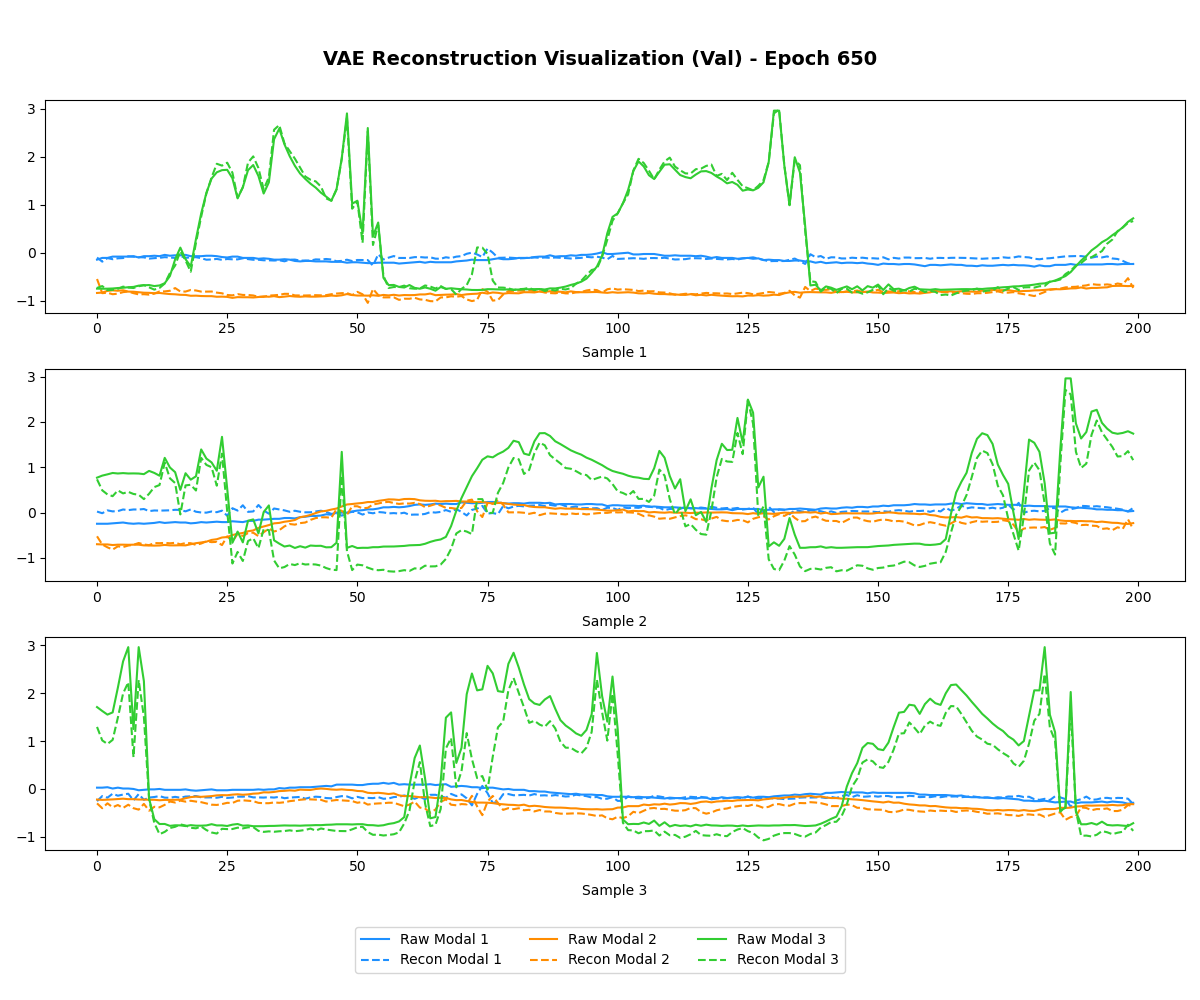 VAE Reconstruction Visualization (Val) - Epoch 650
3
2
1
0
−1
0 25 50 75 100 125 150 175 200
Sample 1
3
2
1
0
−1
0 25 50 75 100 125 150 175 200
Sample 2
3
2
1
0
−1
0 25 50 75 100 125 150 175 200
Sample 3
Raw Modal 1 Raw Modal 2 Raw Modal 3
Recon Modal 1 Recon Modal 2 Recon Modal 3